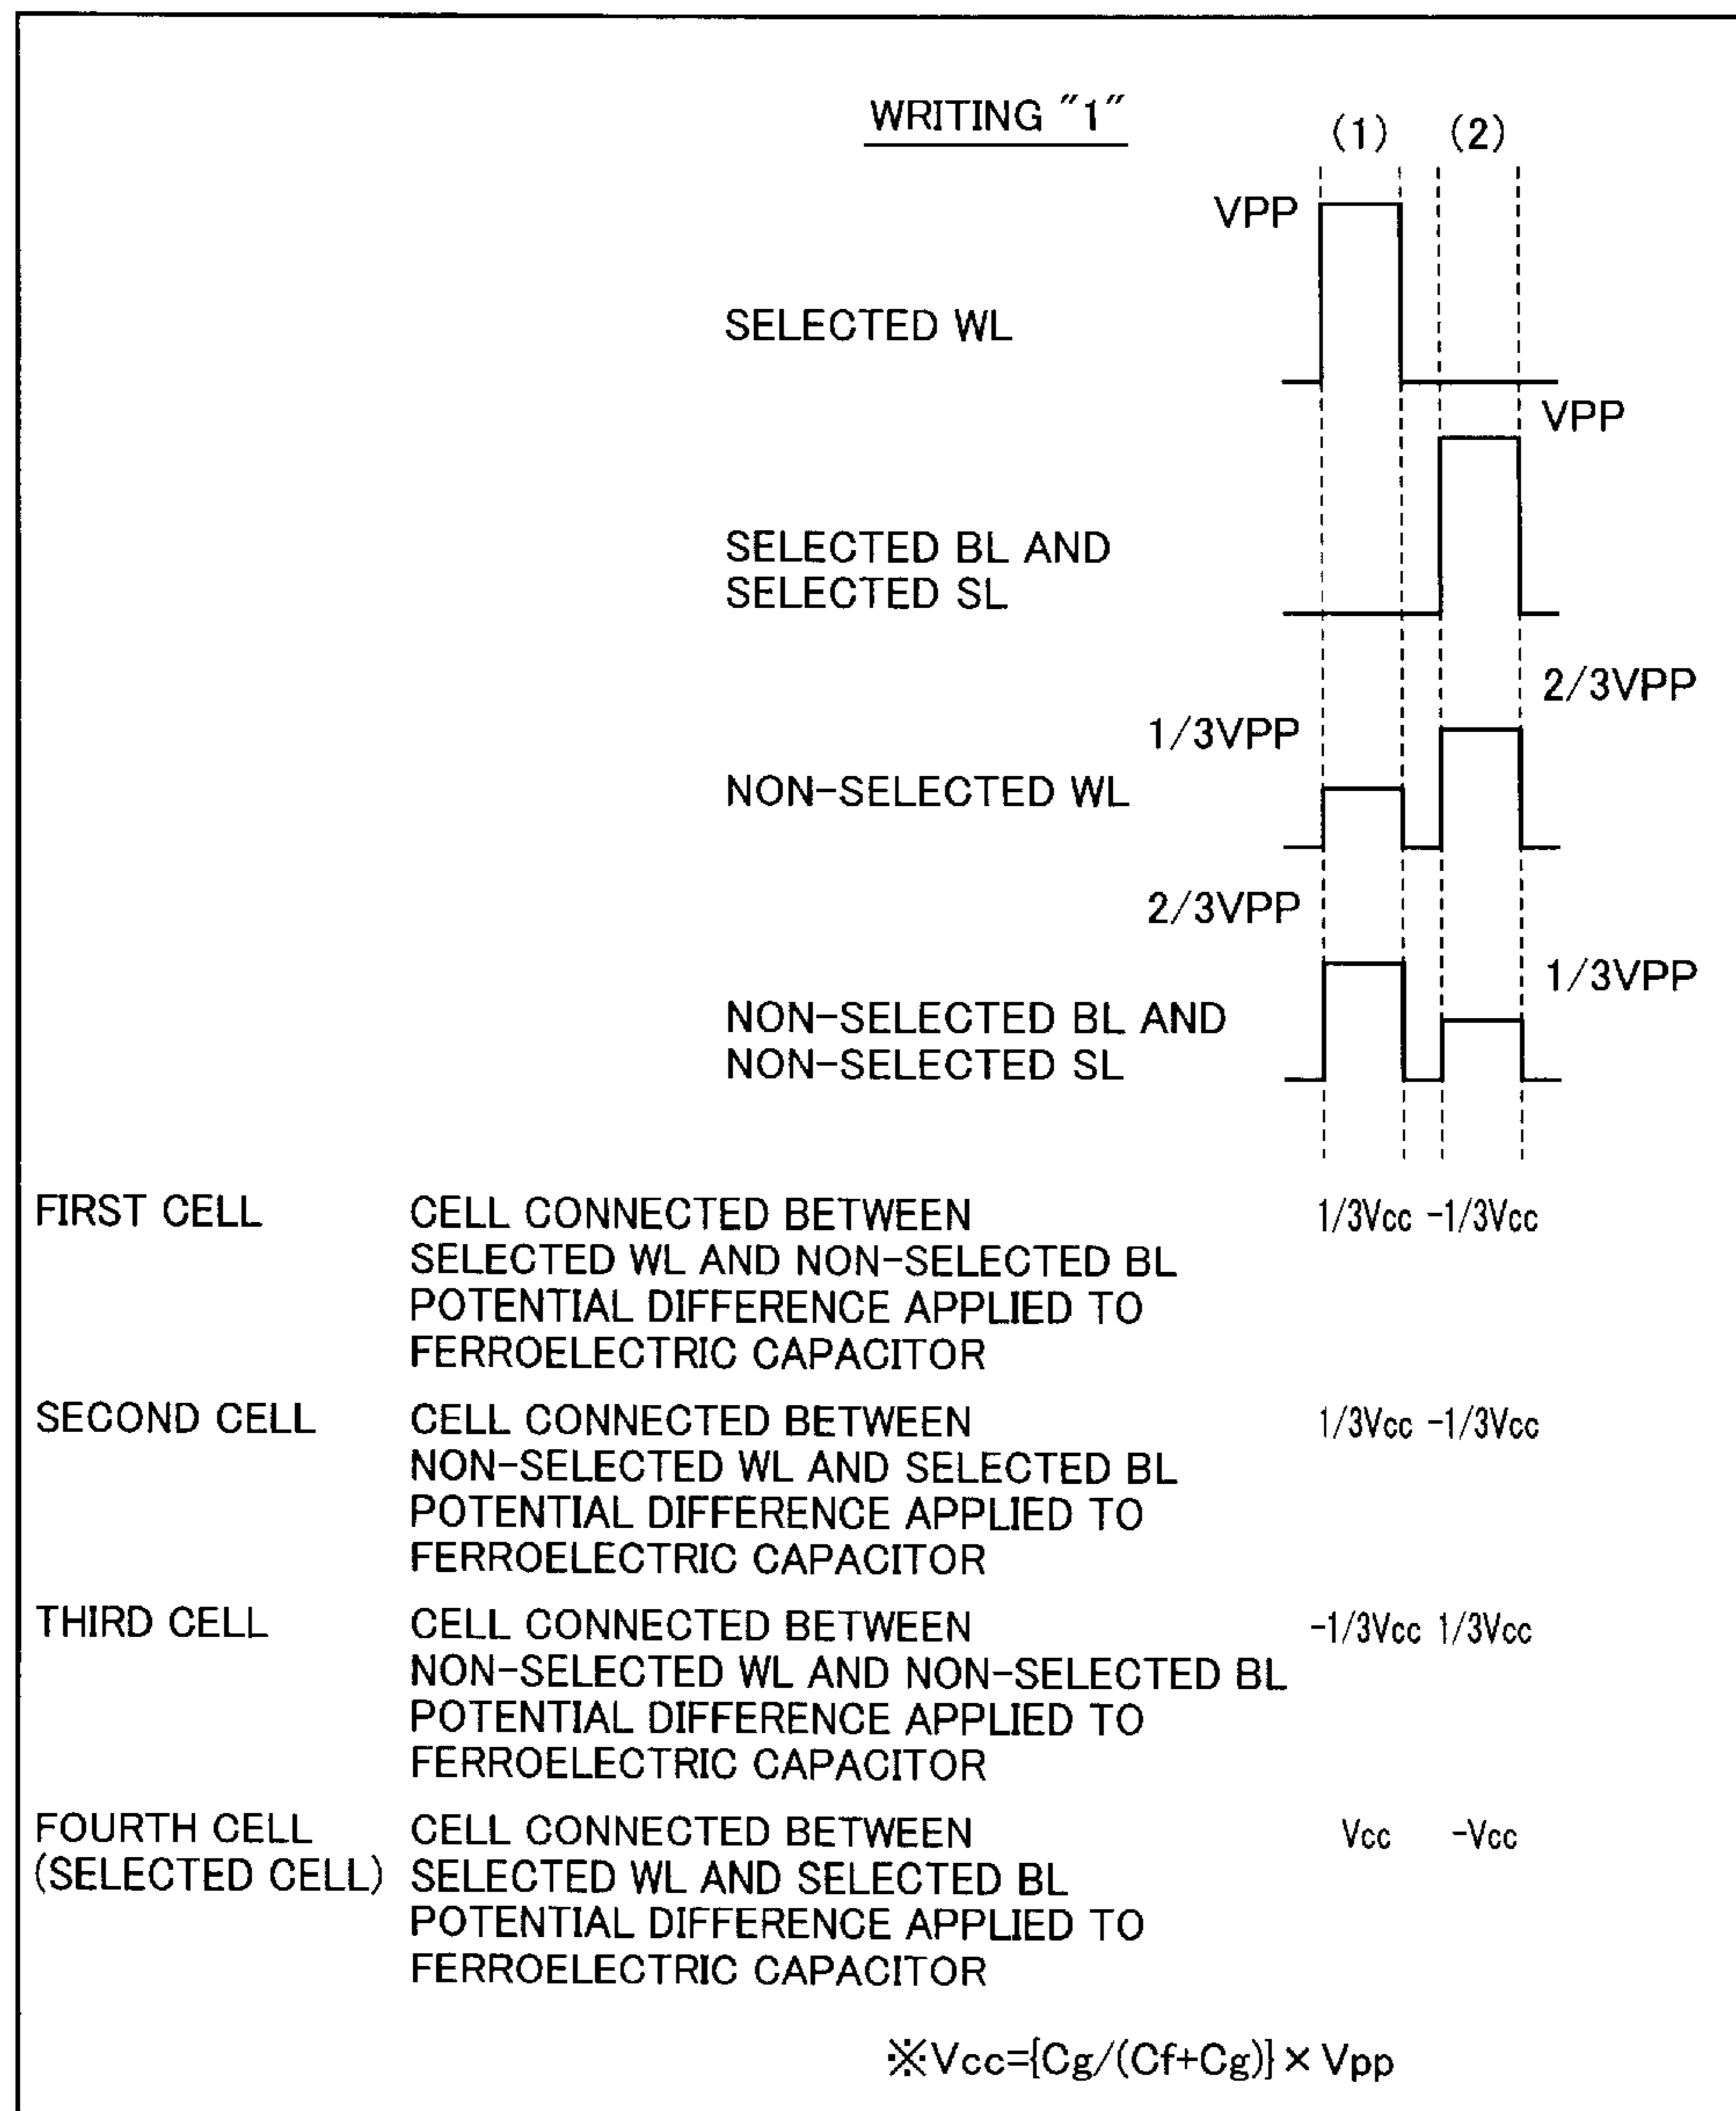 WRITING ″1″
(1) (2)
VPP
SELECTED WL
VPP
SELECTED BL AND
SELECTED SL
2/3VPP
1/3VPP
NON-SELECTED WL
2/3VPP
1/3VPP
NON-SELECTED BL AND
NON-SELECTED SL
FIRST CELL CELL CONNECTED BETWEEN 1/3Vcc -1/3Vcc
SELECTED WL AND NON-SELECTED BL
POTENTIAL DIFFERENCE APPLIED TO
FERROELECTRIC CAPACITOR
SECOND CELL CELL CONNECTED BETWEEN 1/3Vcc -1/3Vcc
NON-SELECTED WL AND SELECTED BL
POTENTIAL DIFFERENCE APPLIED TO
FERROELECTRIC CAPACITOR
THIRD CELL CELL CONNECTED BETWEEN -1/3Vcc 1/3Vcc
NON-SELECTED WL AND NON-SELECTED BL
POTENTIAL DIFFERENCE APPLIED TO
FERROELECTRIC CAPACITOR
FOURTH CELL CELL CONNECTED BETWEEN Vcc -Vcc
(SELECTED CELL) SELECTED WL AND SELECTED BL
POTENTIAL DIFFERENCE APPLIED TO
FERROELECTRIC CAPACITOR
※Vcc={Cg/(Cf+Cg)}×Vpp